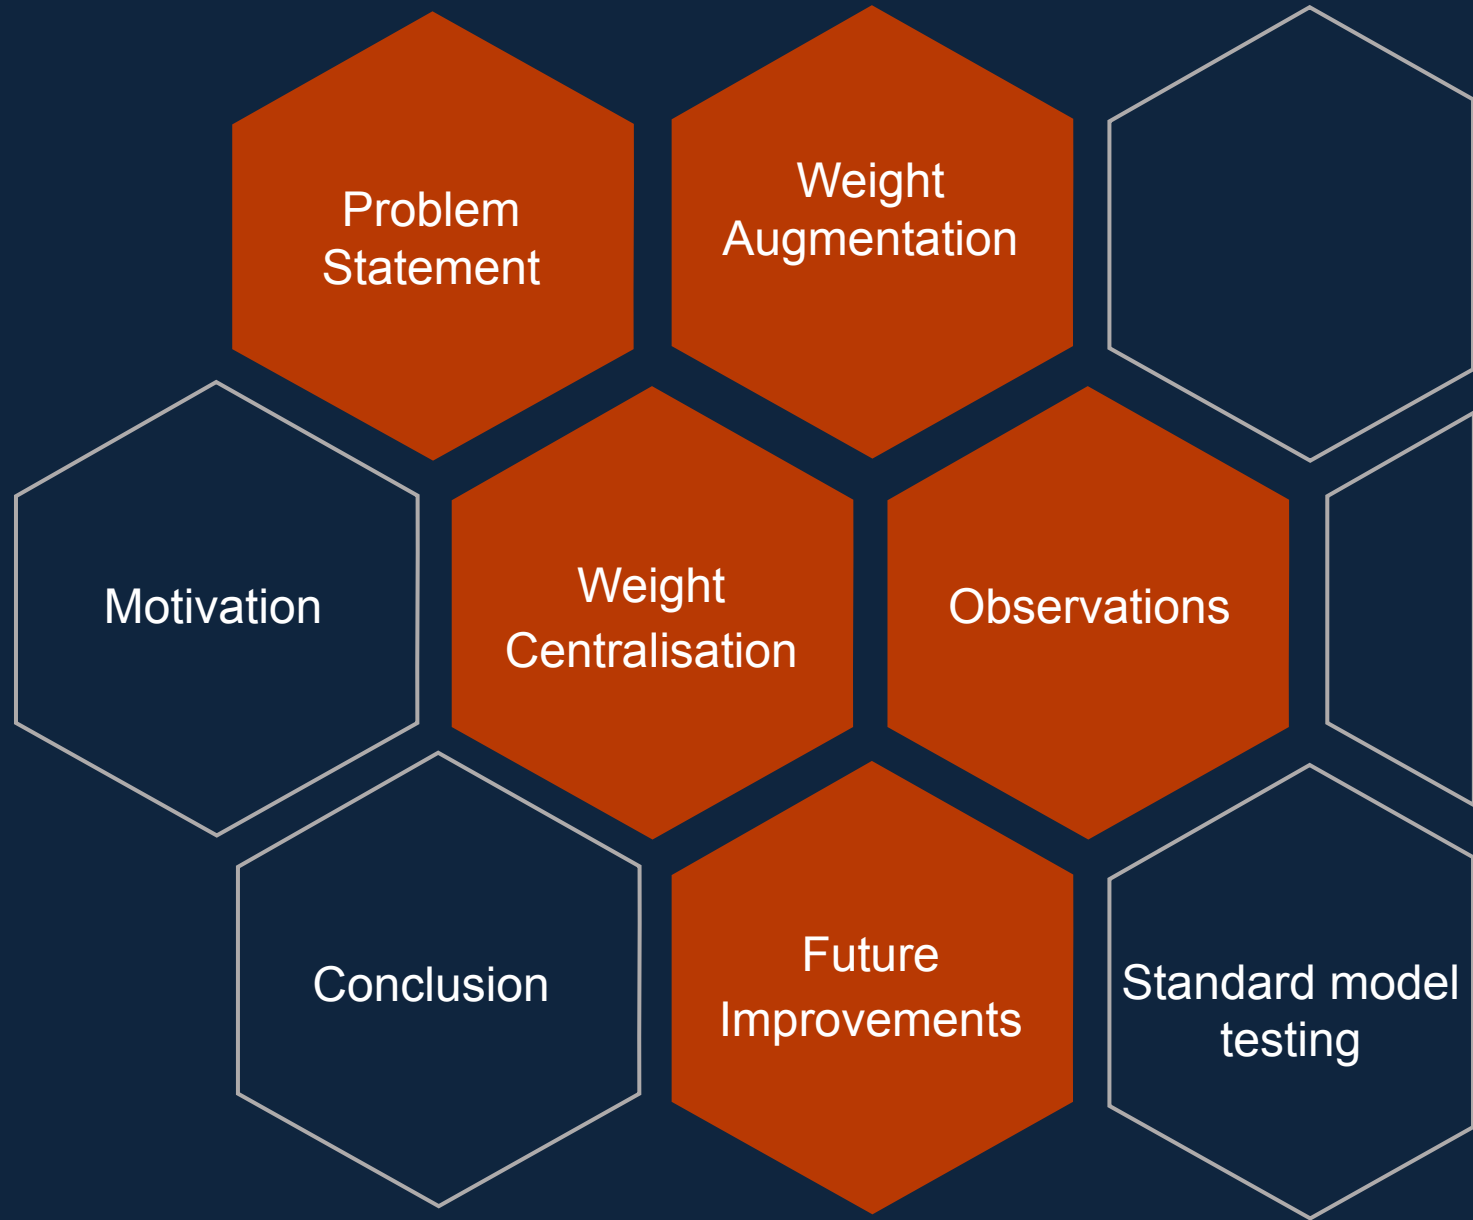 Problem
Statement
Weight
Augmentation
Motivation
Weight
Centralisation
Observations
Conclusion
Future
Improvements
Standard model
testing